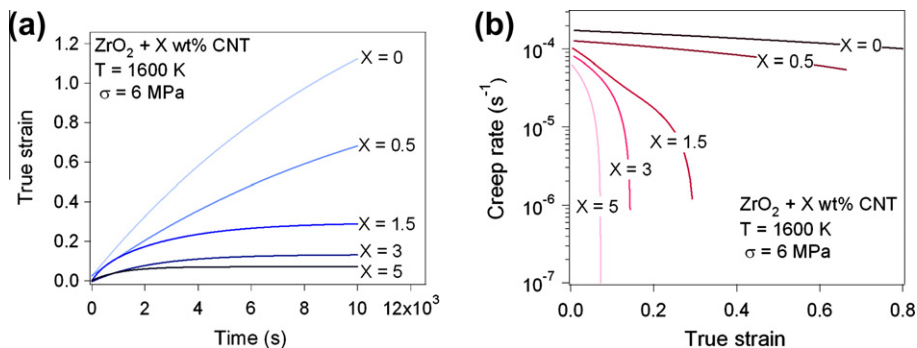 (a)
ZrO₂ + X wt% CNT
T = 1600 K
σ = 6 MPa
True strain
1.2
1.0
0.8
0.6
0.4
0.2
0.0
X = 0
X = 0.5
X = 1.5
X = 3
X = 5
0 2 4 6 8 10 12x10³
Time (s)
(b)
Creep rate (s⁻¹)
10⁻⁴
10⁻⁵
10⁻⁶
10⁻⁷
X = 0
X = 0.5
X = 1.5
X = 3
X = 5
ZrO₂ + X wt% CNT
T = 1600 K
σ = 6 MPa
0.0 0.2 0.4 0.6 0.8
True strain